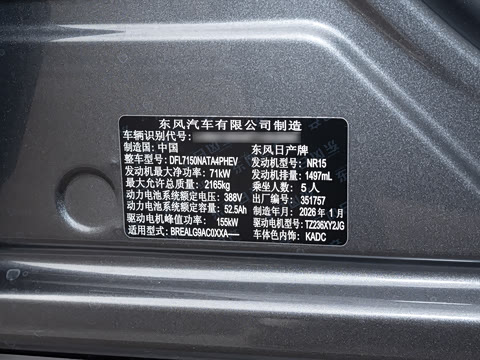 东风汽车有限公司制造
车辆识别代号：
制造国：中国 东风日产牌
整车型号：DFL7150NATA4PHEV 发动机型号：NR15
发动机最大净功率：71kW 发动机排量：1497mL
最大允许总质量：2165kg 乘坐人数：5人
动力电池系统额定电压：388V 出厂编号：351757
动力电池系统额定容量：52.5Ah 制造年月：2026年1月
驱动电机峰值功率：155kW 驱动电机型号：TZ236XY2JG
适用型号：BREALG9AC0XXA—— 车体色内饰：KADC